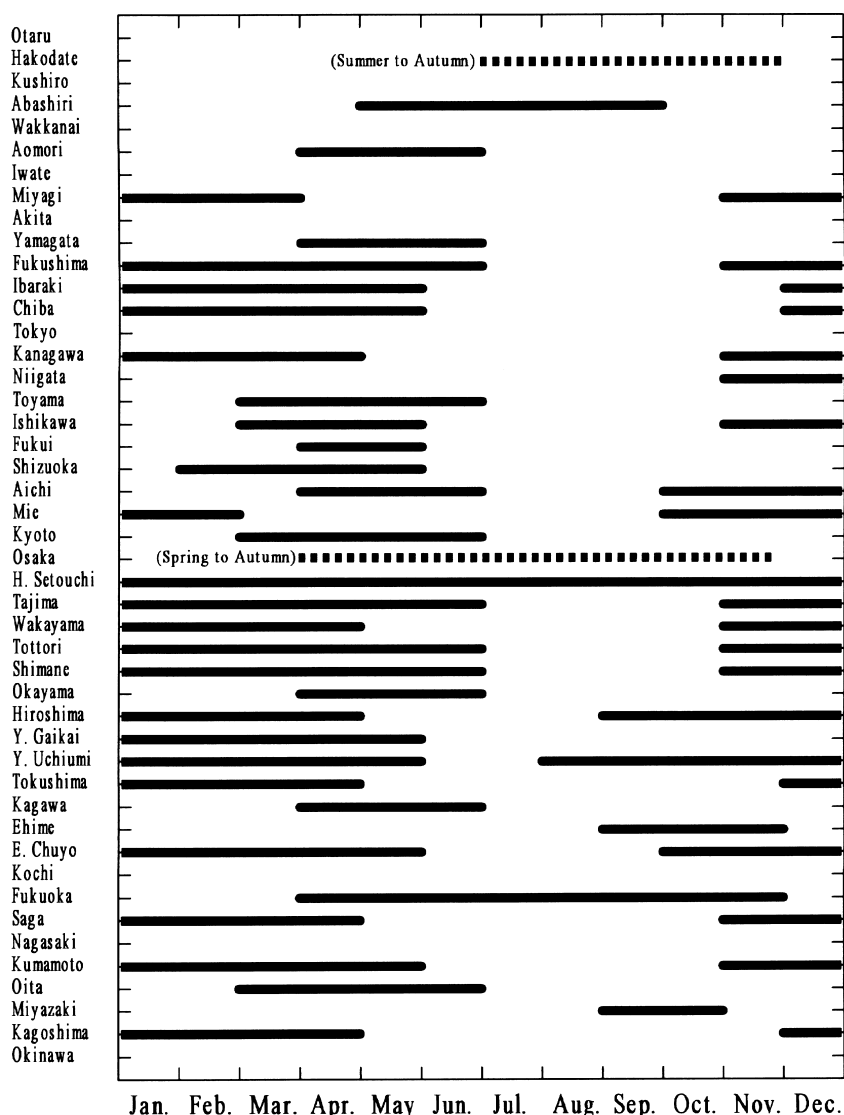 Otaru
Hakodate (Summer to Autumn)
Kushiro
Abashiri
Wakkanai
Aomori
Iwate
Miyagi
Akita
Yamagata
Fukushima
Ibaraki
Chiba
Tokyo
Kanagawa
Niigata
Toyama
Ishikawa
Fukui
Shizuoka
Aichi
Mie
Kyoto
Osaka (Spring to Autumn)
H. Setouchi
Tajima
Wakayama
Tottori
Shimane
Okayama
Hiroshima
Y. Gaikai
Y. Uchiumi
Tokushima
Kagawa
Ehime
E. Chuyo
Kochi
Fukuoka
Saga
Nagasaki
Kumamoto
Oita
Miyazaki
Kagoshima
Okinawa
Jan. Feb. Mar. Apr. May Jun. Jul. Aug. Sep. Oct. Nov. Dec.